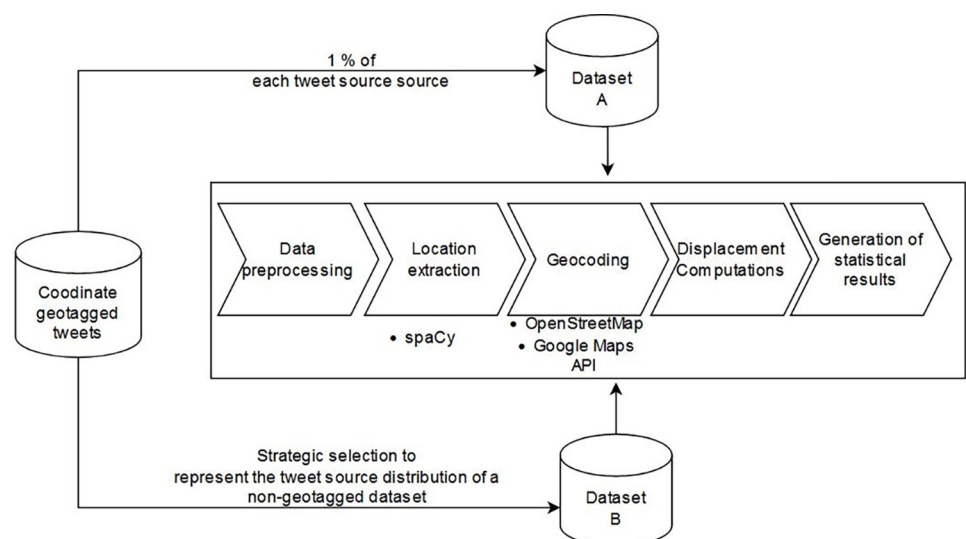 1 % of
each tweet source source
Dataset
A
Data
preprocessing
Location
extraction
Geocoding
Displacement
Computations
Generation of
statistical
results
Coodinate
geotagged
tweets
• spaCy
• OpenStreetMap
• Google Maps
API
Strategic selection to
represent the tweet source distribution of a
non-geotagged dataset
Dataset
B